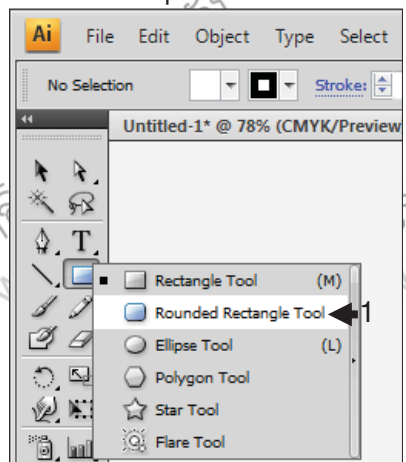 Ai File Edit Object Type Select
No Selection Stroke:
Untitled-1* @ 78% (CMYK/Preview
T
Rectangle Tool (M)
Rounded Rectangle Tool 1
Ellipse Tool (L)
Polygon Tool
Star Tool
Flare Tool